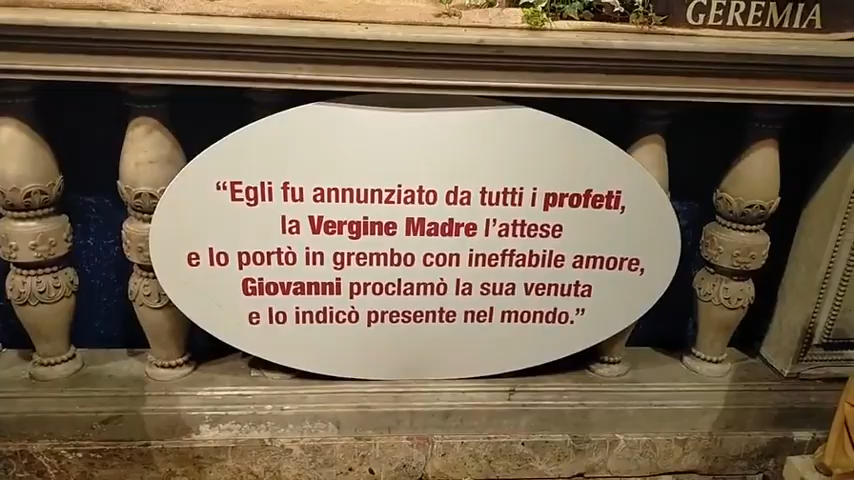 GEREMIA
“Egli fu annunziato da tutti i profeti,
la Vergine Madre l’attese
e lo portò in grembo con ineffabile amore,
Giovanni proclamò la sua venuta
e lo indicò presente nel mondo.”